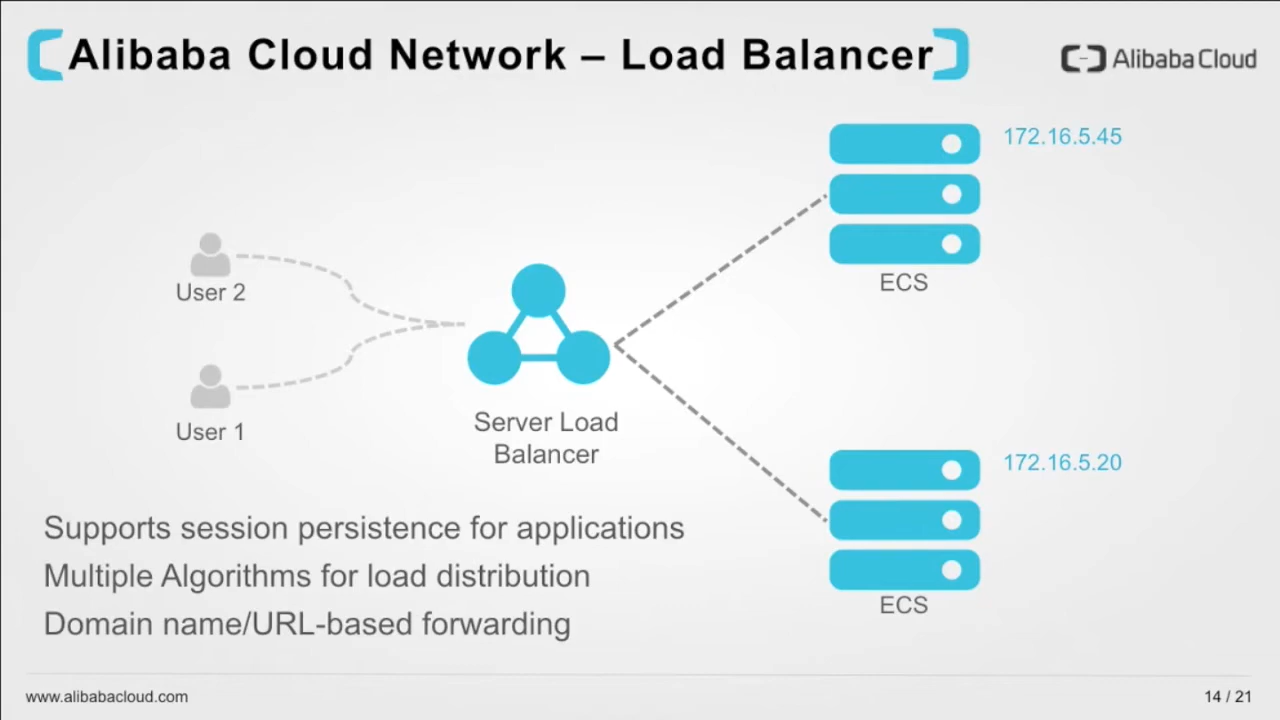 Alibaba Cloud Network – Load Balancer
Alibaba Cloud
172.16.5.45
ECS
User 2
User 1
Server Load
Balancer
172.16.5.20
ECS
Supports session persistence for applications
Multiple Algorithms for load distribution
Domain name/URL-based forwarding
www.alibabacloud.com
14 / 21